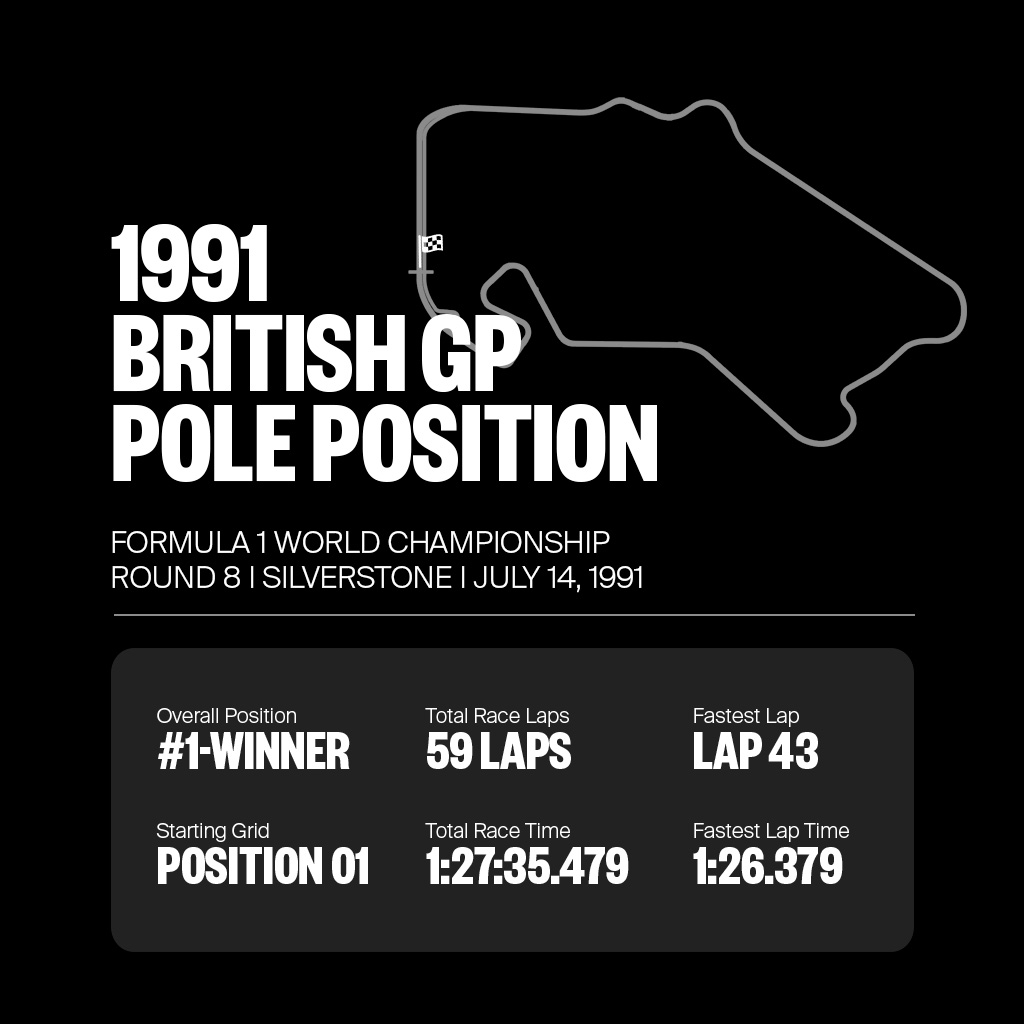 1991
BRITISH GP
POLE POSITION
FORMULA 1 WORLD CHAMPIONSHIP
ROUND 8 | SILVERSTONE | JULY 14, 1991
Overall Position
#1-WINNER
Total Race Laps
59 LAPS
Fastest Lap
LAP 43
Starting Grid
POSITION 01
Total Race Time
1:27:35.479
Fastest Lap Time
1:26.379